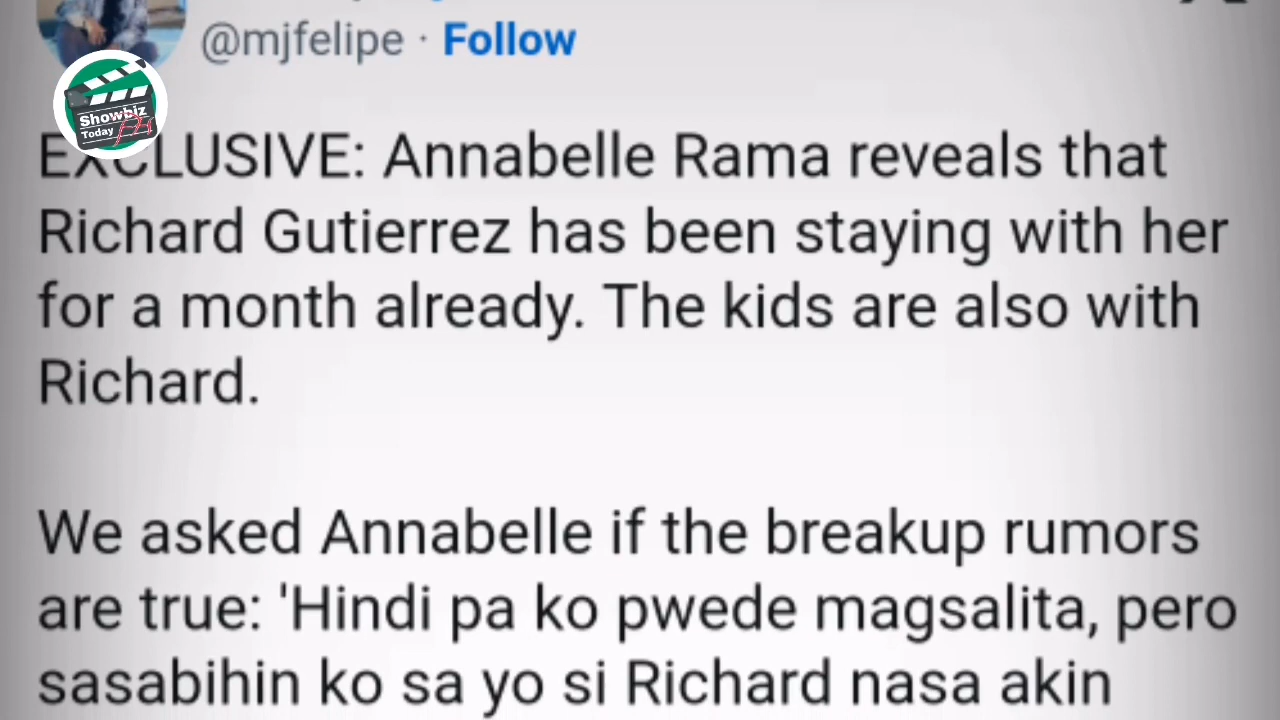 @mjfelipe · Follow
Showbiz
Today PH
EXCLUSIVE: Annabelle Rama reveals that
Richard Gutierrez has been staying with her
for a month already. The kids are also with
Richard.
We asked Annabelle if the breakup rumors
are true: 'Hindi pa ko pwede magsalita, pero
sasabihin ko sa yo si Richard nasa akin